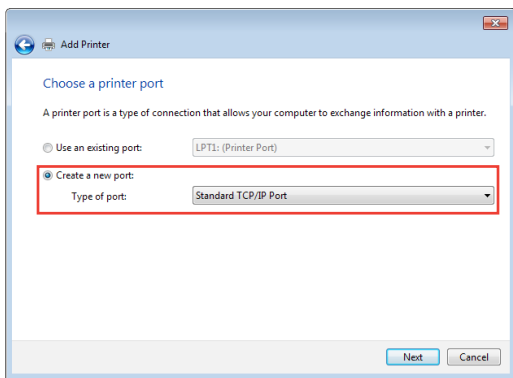 Add Printer
Choose a printer port
A printer port is a type of connection that allows your computer to exchange information with a printer.
Use an existing port: LPT1: (Printer Port)
Create a new port:
Type of port: Standard TCP/IP Port
Next Cancel